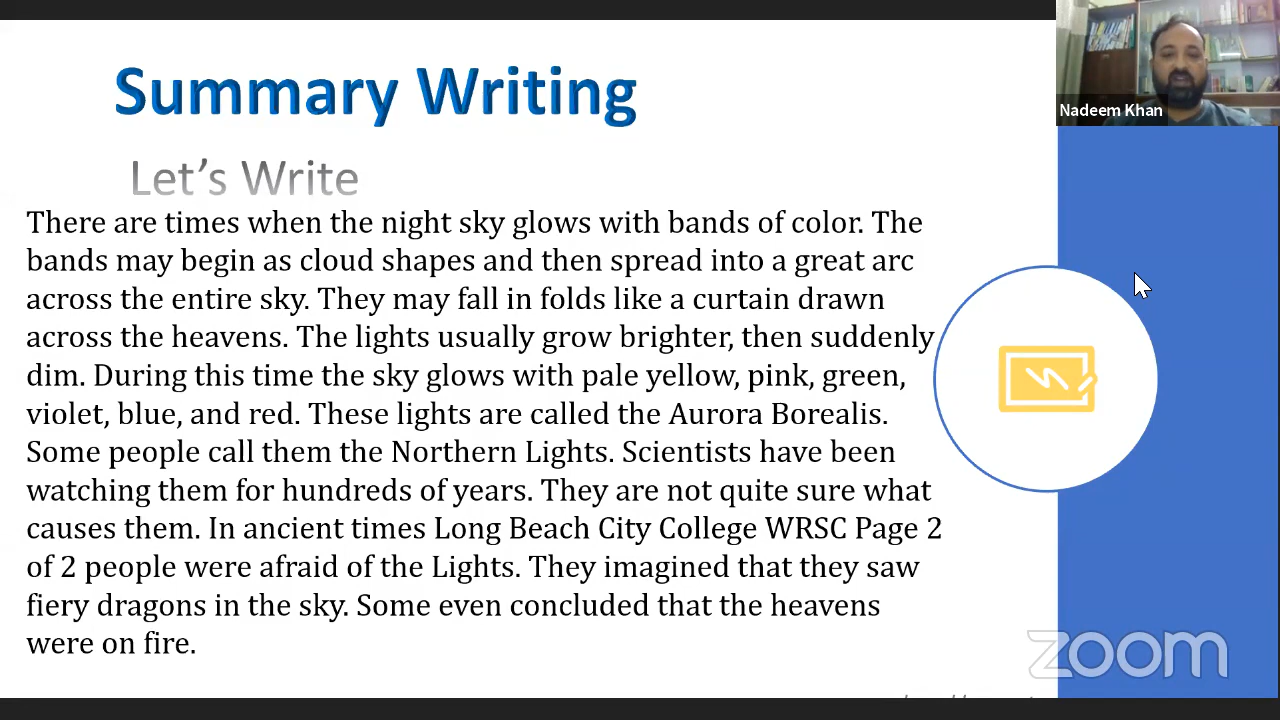 Summary Writing
Nadeem Khan
Let's Write
There are times when the night sky glows with bands of color. The
bands may begin as cloud shapes and then spread into a great arc
across the entire sky. They may fall in folds like a curtain drawn
across the heavens. The lights usually grow brighter, then suddenly
dim. During this time the sky glows with pale yellow, pink, green,
violet, blue, and red. These lights are called the Aurora Borealis.
Some people call them the Northern Lights. Scientists have been
watching them for hundreds of years. They are not quite sure what
causes them. In ancient times Long Beach City College WRSC Page 2
of 2 people were afraid of the Lights. They imagined that they saw
fiery dragons in the sky. Some even concluded that the heavens
were on fire.
zoom